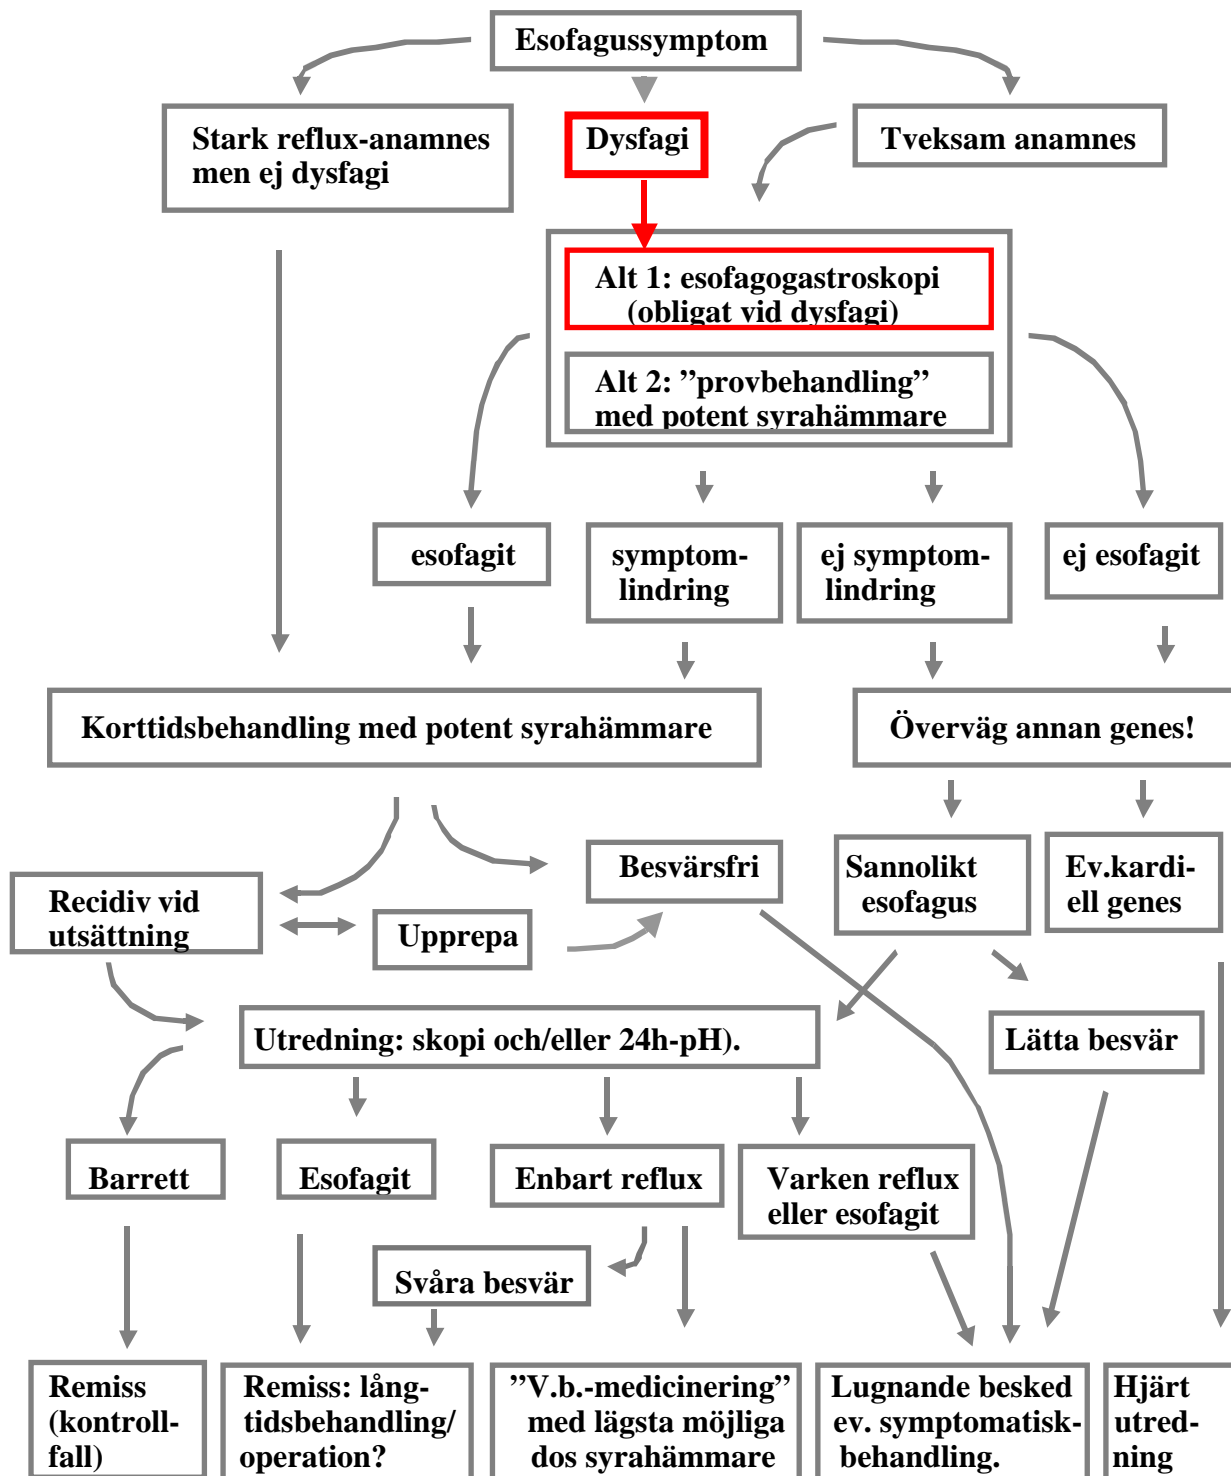 Esofagussymptom
Stark reflux-anamnes
men ej dysfagi
Dysfagi
Tveksam anamnes
Alt 1: esofagogastroskopi
(obligat vid dysfagi)
Alt 2: ”provbehandling”
med potent syrahämmare
esofagit
symptom-
lindring
ej symptom-
lindring
ej esofagit
Korttidsbehandling med potent syrahämmare
Överväg annan genes!
Recidiv vid
utsättning
Upprepa
Besvärsfri
Sannolikt
esofagus
Ev.kardi-
ell genes
Utredning: skopi och/eller 24h-pH).
Lätta besvär
Barrett
Esofagit
Enbart reflux
Varken reflux
eller esofagit
Svåra besvär
Remiss
(kontroll-
fall)
Remiss: lång-
tidsbehandling/
operation?
”V.b.-medicinering”
med lägsta möjliga
dos syrahämmare
Lugnande besked
ev. symptomatisk-
behandling.
Hjärt
utred-
ning